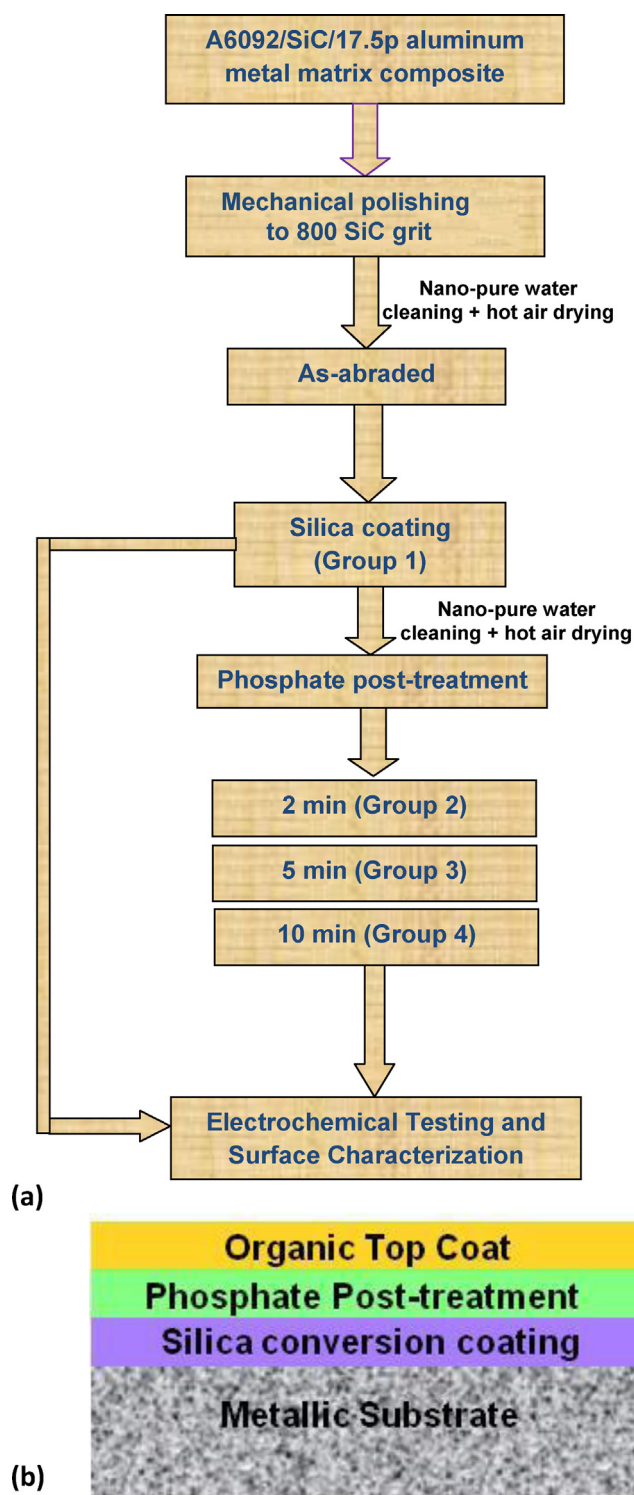 A6092/SiC/17.5p aluminum
metal matrix composite
Mechanical polishing
to 800 SiC grit
Nano-pure water
cleaning + hot air drying
As-abraded
Silica coating
(Group 1)
Nano-pure water
cleaning + hot air drying
Phosphate post-treatment
2 min (Group 2)
5 min (Group 3)
10 min (Group 4)
Electrochemical Testing and
Surface Characterization
(a)
Organic Top Coat
Phosphate Post-treatment
Silica conversion coating
Metallic Substrate
(b)